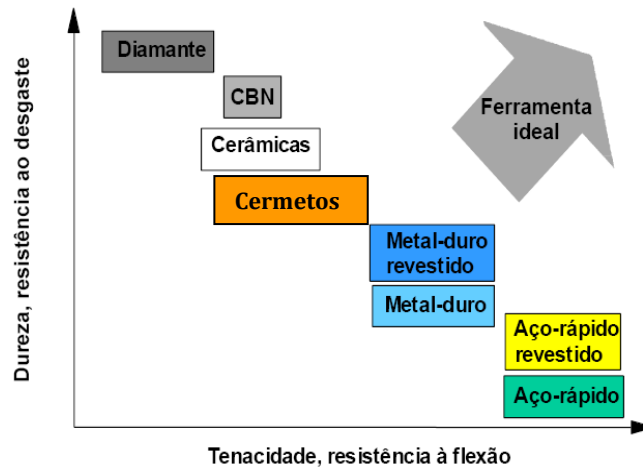 Diamante
CBN
Ferramenta
ideal
Cerâmicas
Cermetos
Metal-duro
revestido
Metal-duro
Aço-rápido
revestido
Aço-rápido
Dureza, resistência ao desgaste
Tenacidade, resistência à flexão